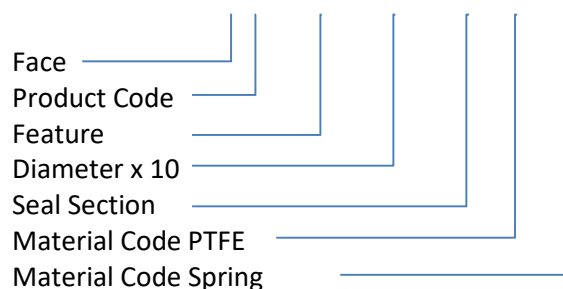 Face
Product Code
Feature
Diameter x 10
Seal Section
Material Code PTFE
Material Code Spring